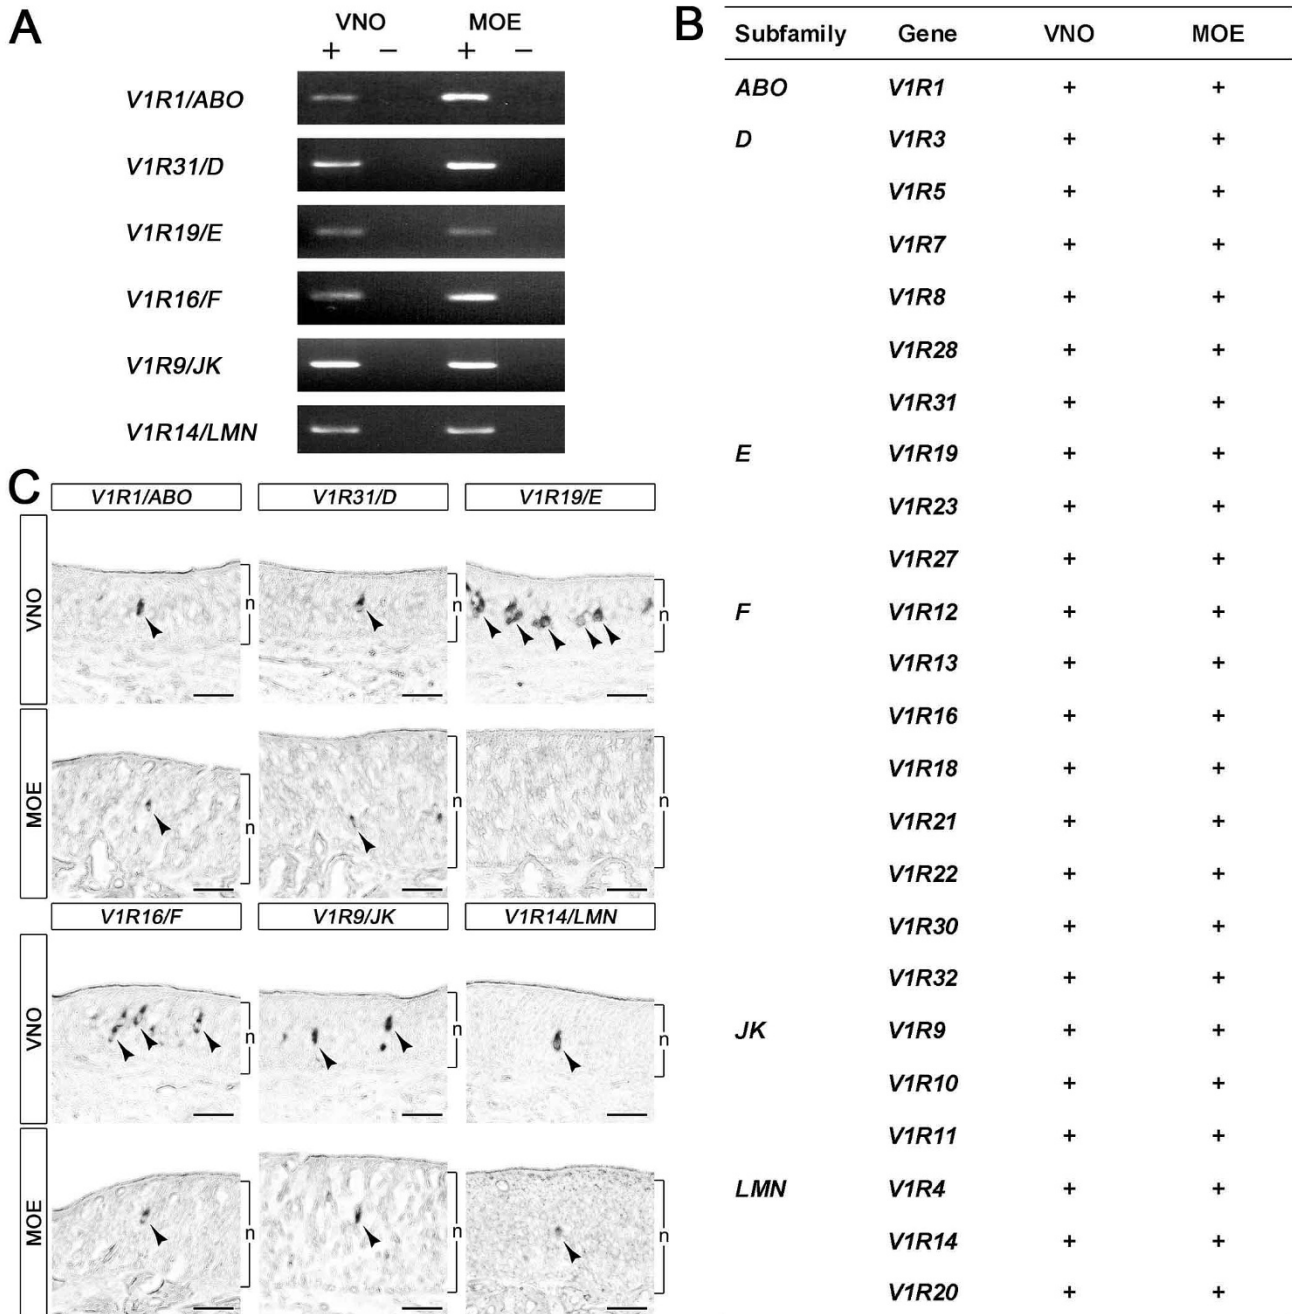 A
VNO MOE
+ − + −
V1R1/ABO
V1R31/D
V1R19/E
V1R16/F
V1R9/JK
V1R14/LMN
B
Subfamily Gene VNO MOE
ABO V1R1 + +
D V1R3 + +
V1R5 + +
V1R7 + +
V1R8 + +
V1R28 + +
V1R31 + +
E V1R19 + +
V1R23 + +
V1R27 + +
F V1R12 + +
V1R13 + +
V1R16 + +
V1R18 + +
V1R21 + +
V1R22 + +
V1R30 + +
V1R32 + +
JK V1R9 + +
V1R10 + +
V1R11 + +
LMN V1R4 + +
V1R14 + +
V1R20 + +
C
V1R1/ABO V1R31/D V1R19/E
VNO
n n n
MOE
n n n
V1R16/F V1R9/JK V1R14/LMN
VNO
n n n
MOE
n n n